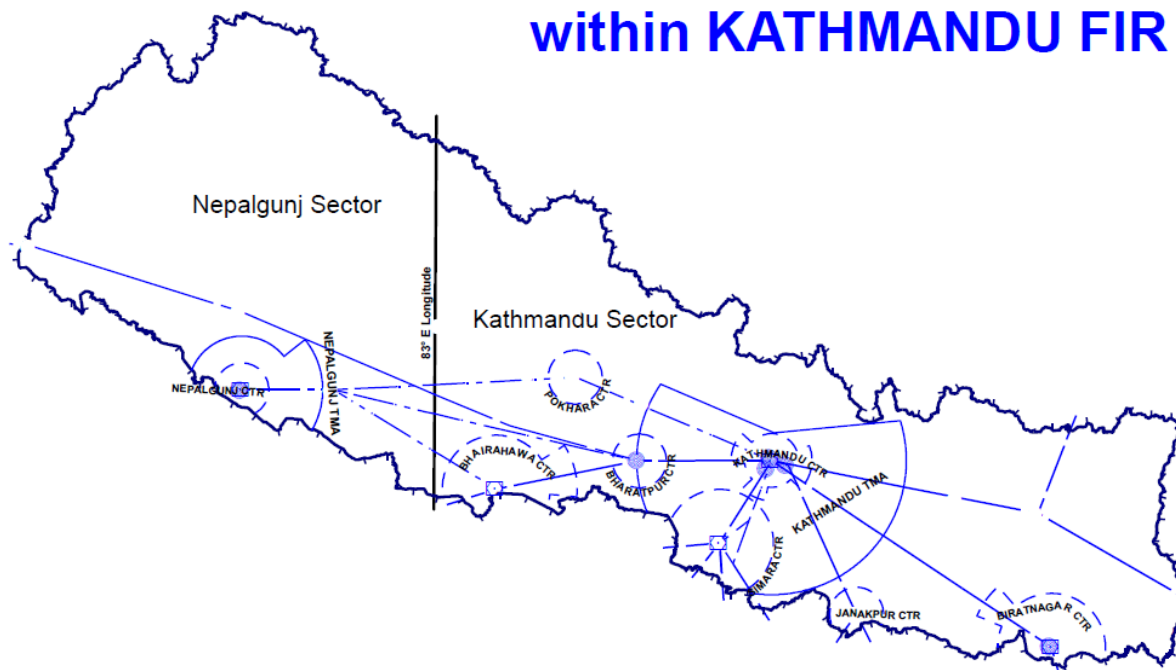 within KATHMANDU FIR
Nepalgunj Sector
83° E Longitude
Kathmandu Sector
NEPALGUNJ TMA
NEPALGUNJ CTR
POKHARA CTR
BHAIRAHAWA CTR
BHARATPUR CTR
KATHMANDU CTR
KATHMANDU TMA
SIMARA CTR
JANAKPUR CTR
BIRATNAGAR CTR